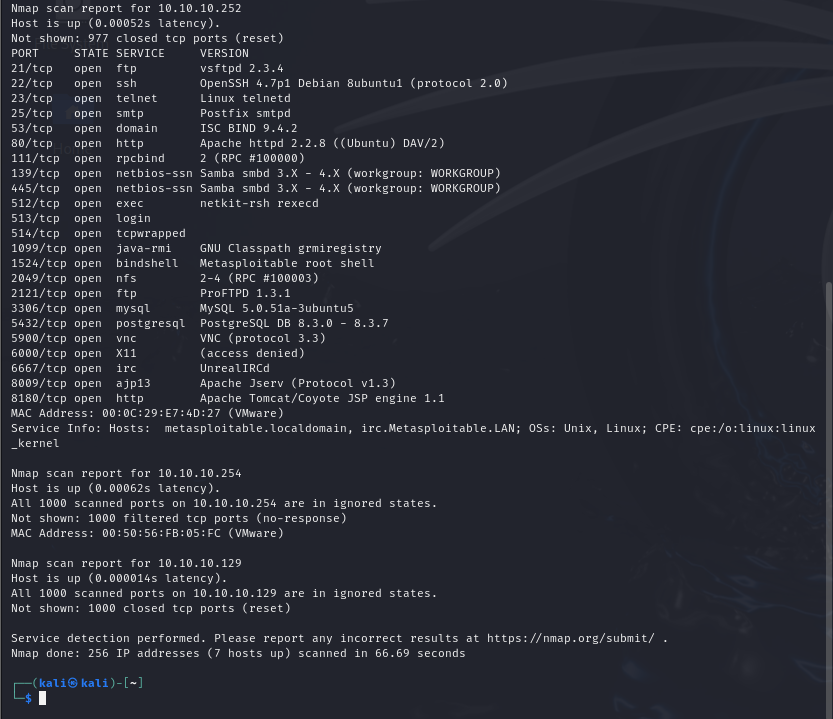 Nmap scan report for 10.10.10.252
Host is up (0.00052s latency).
Not shown: 977 closed tcp ports (reset)
PORT     STATE SERVICE     VERSION
21/tcp   open  ftp         vsftpd 2.3.4
22/tcp   open  ssh         OpenSSH 4.7p1 Debian 8ubuntu1 (protocol 2.0)
23/tcp   open  telnet      Linux telnetd
25/tcp   open  smtp        Postfix smtpd
53/tcp   open  domain      ISC BIND 9.4.2
80/tcp   open  http        Apache httpd 2.2.8 ((Ubuntu) DAV/2)
111/tcp  open  rpcbind     2 (RPC #100000)
139/tcp  open  netbios-ssn Samba smbd 3.X - 4.X (workgroup: WORKGROUP)
445/tcp  open  netbios-ssn Samba smbd 3.X - 4.X (workgroup: WORKGROUP)
512/tcp  open  exec        netkit-rsh rexecd
513/tcp  open  login
514/tcp  open  tcpwrapped
1099/tcp open  java-rmi    GNU Classpath grmiregistry
1524/tcp open  bindshell   Metasploitable root shell
2049/tcp open  nfs         2-4 (RPC #100003)
2121/tcp open  ftp         ProFTPD 1.3.1
3306/tcp open  mysql       MySQL 5.0.51a-3ubuntu5
5432/tcp open  postgresql  PostgreSQL DB 8.3.0 - 8.3.7
5900/tcp open  vnc         VNC (protocol 3.3)
6000/tcp open  X11         (access denied)
6667/tcp open  irc         UnrealIRCd
8009/tcp open  ajp13       Apache Jserv (Protocol v1.3)
8180/tcp open  http        Apache Tomcat/Coyote JSP engine 1.1
MAC Address: 00:0C:29:E7:4D:27 (VMware)
Service Info: Hosts:  metasploitable.localdomain, irc.Metasploitable.LAN; OSs: Unix, Linux; CPE: cpe:/o:linux:linux
_kernel

Nmap scan report for 10.10.10.254
Host is up (0.00062s latency).
All 1000 scanned ports on 10.10.10.254 are in ignored states.
Not shown: 1000 filtered tcp ports (no-response)
MAC Address: 00:50:56:FB:05:FC (VMware)

Nmap scan report for 10.10.10.129
Host is up (0.000014s latency).
All 1000 scanned ports on 10.10.10.129 are in ignored states.
Not shown: 1000 closed tcp ports (reset)

Service detection performed. Please report any incorrect results at https://nmap.org/submit/ .
Nmap done: 256 IP addresses (7 hosts up) scanned in 66.69 seconds

┌──(kali㉿kali)-[~]
└─$